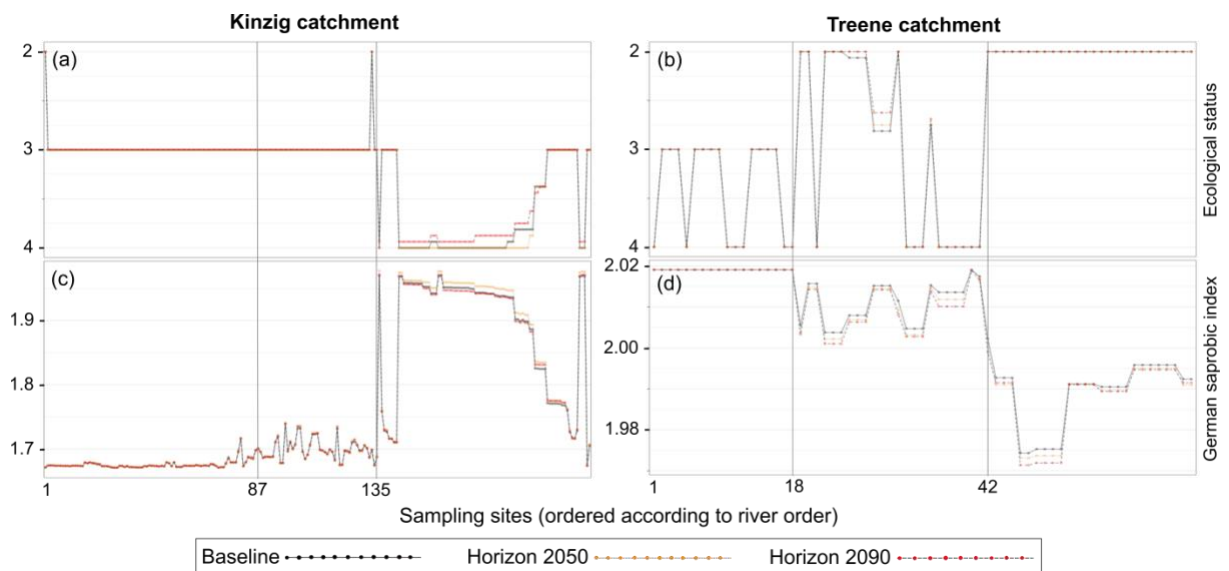 Kinzig catchment
Treene catchment
(a)
2
3
4
(b)
2
3
4
Ecological status
(c)
1.9
1.8
1.7
(d)
2.02
2.00
1.98
German saprobic index
1 87 135
1 18 42
Sampling sites (ordered according to river order)
Baseline Horizon 2050 Horizon 2090